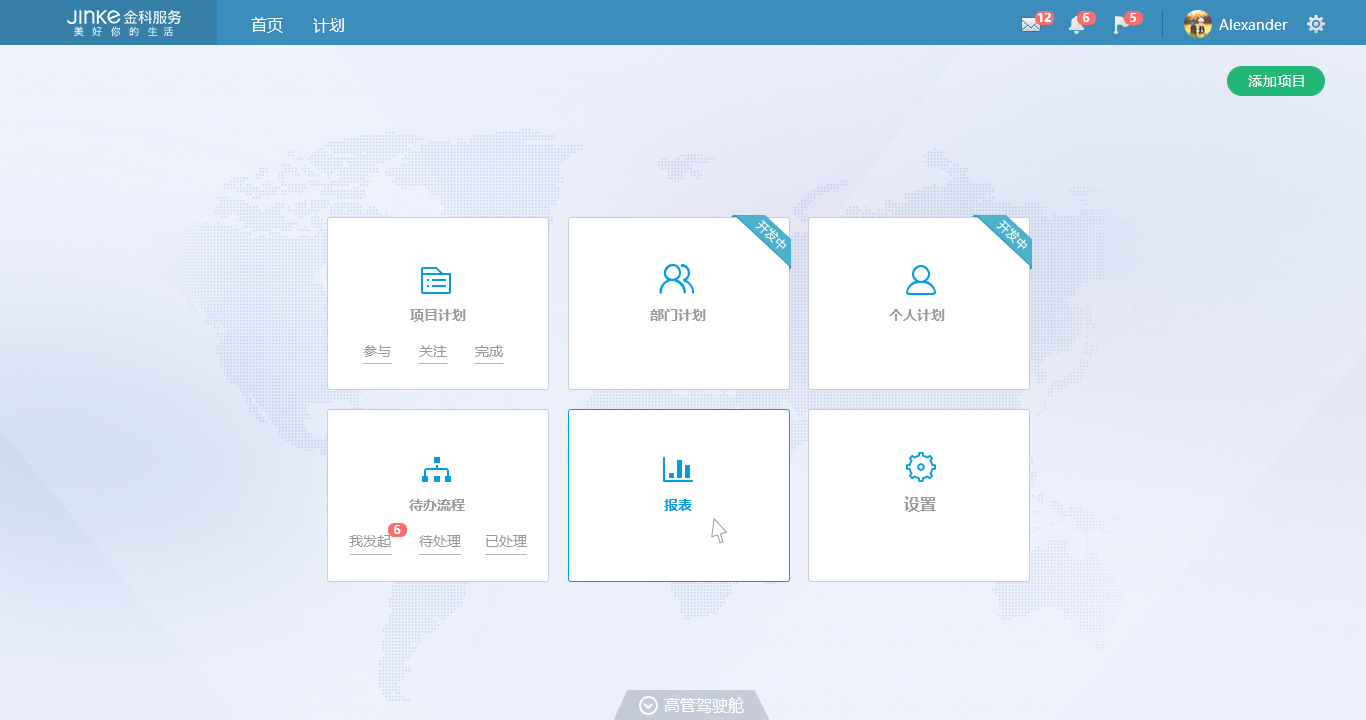 JINKE 金科服务
美好你的生活
首页 计划
12 6 5 Alexander
添加项目
开发中 开发中
项目计划 部门计划 个人计划
参与 关注 完成
待办流程 报表 设置
6
我发起 待处理 已处理
高管驾驶舱